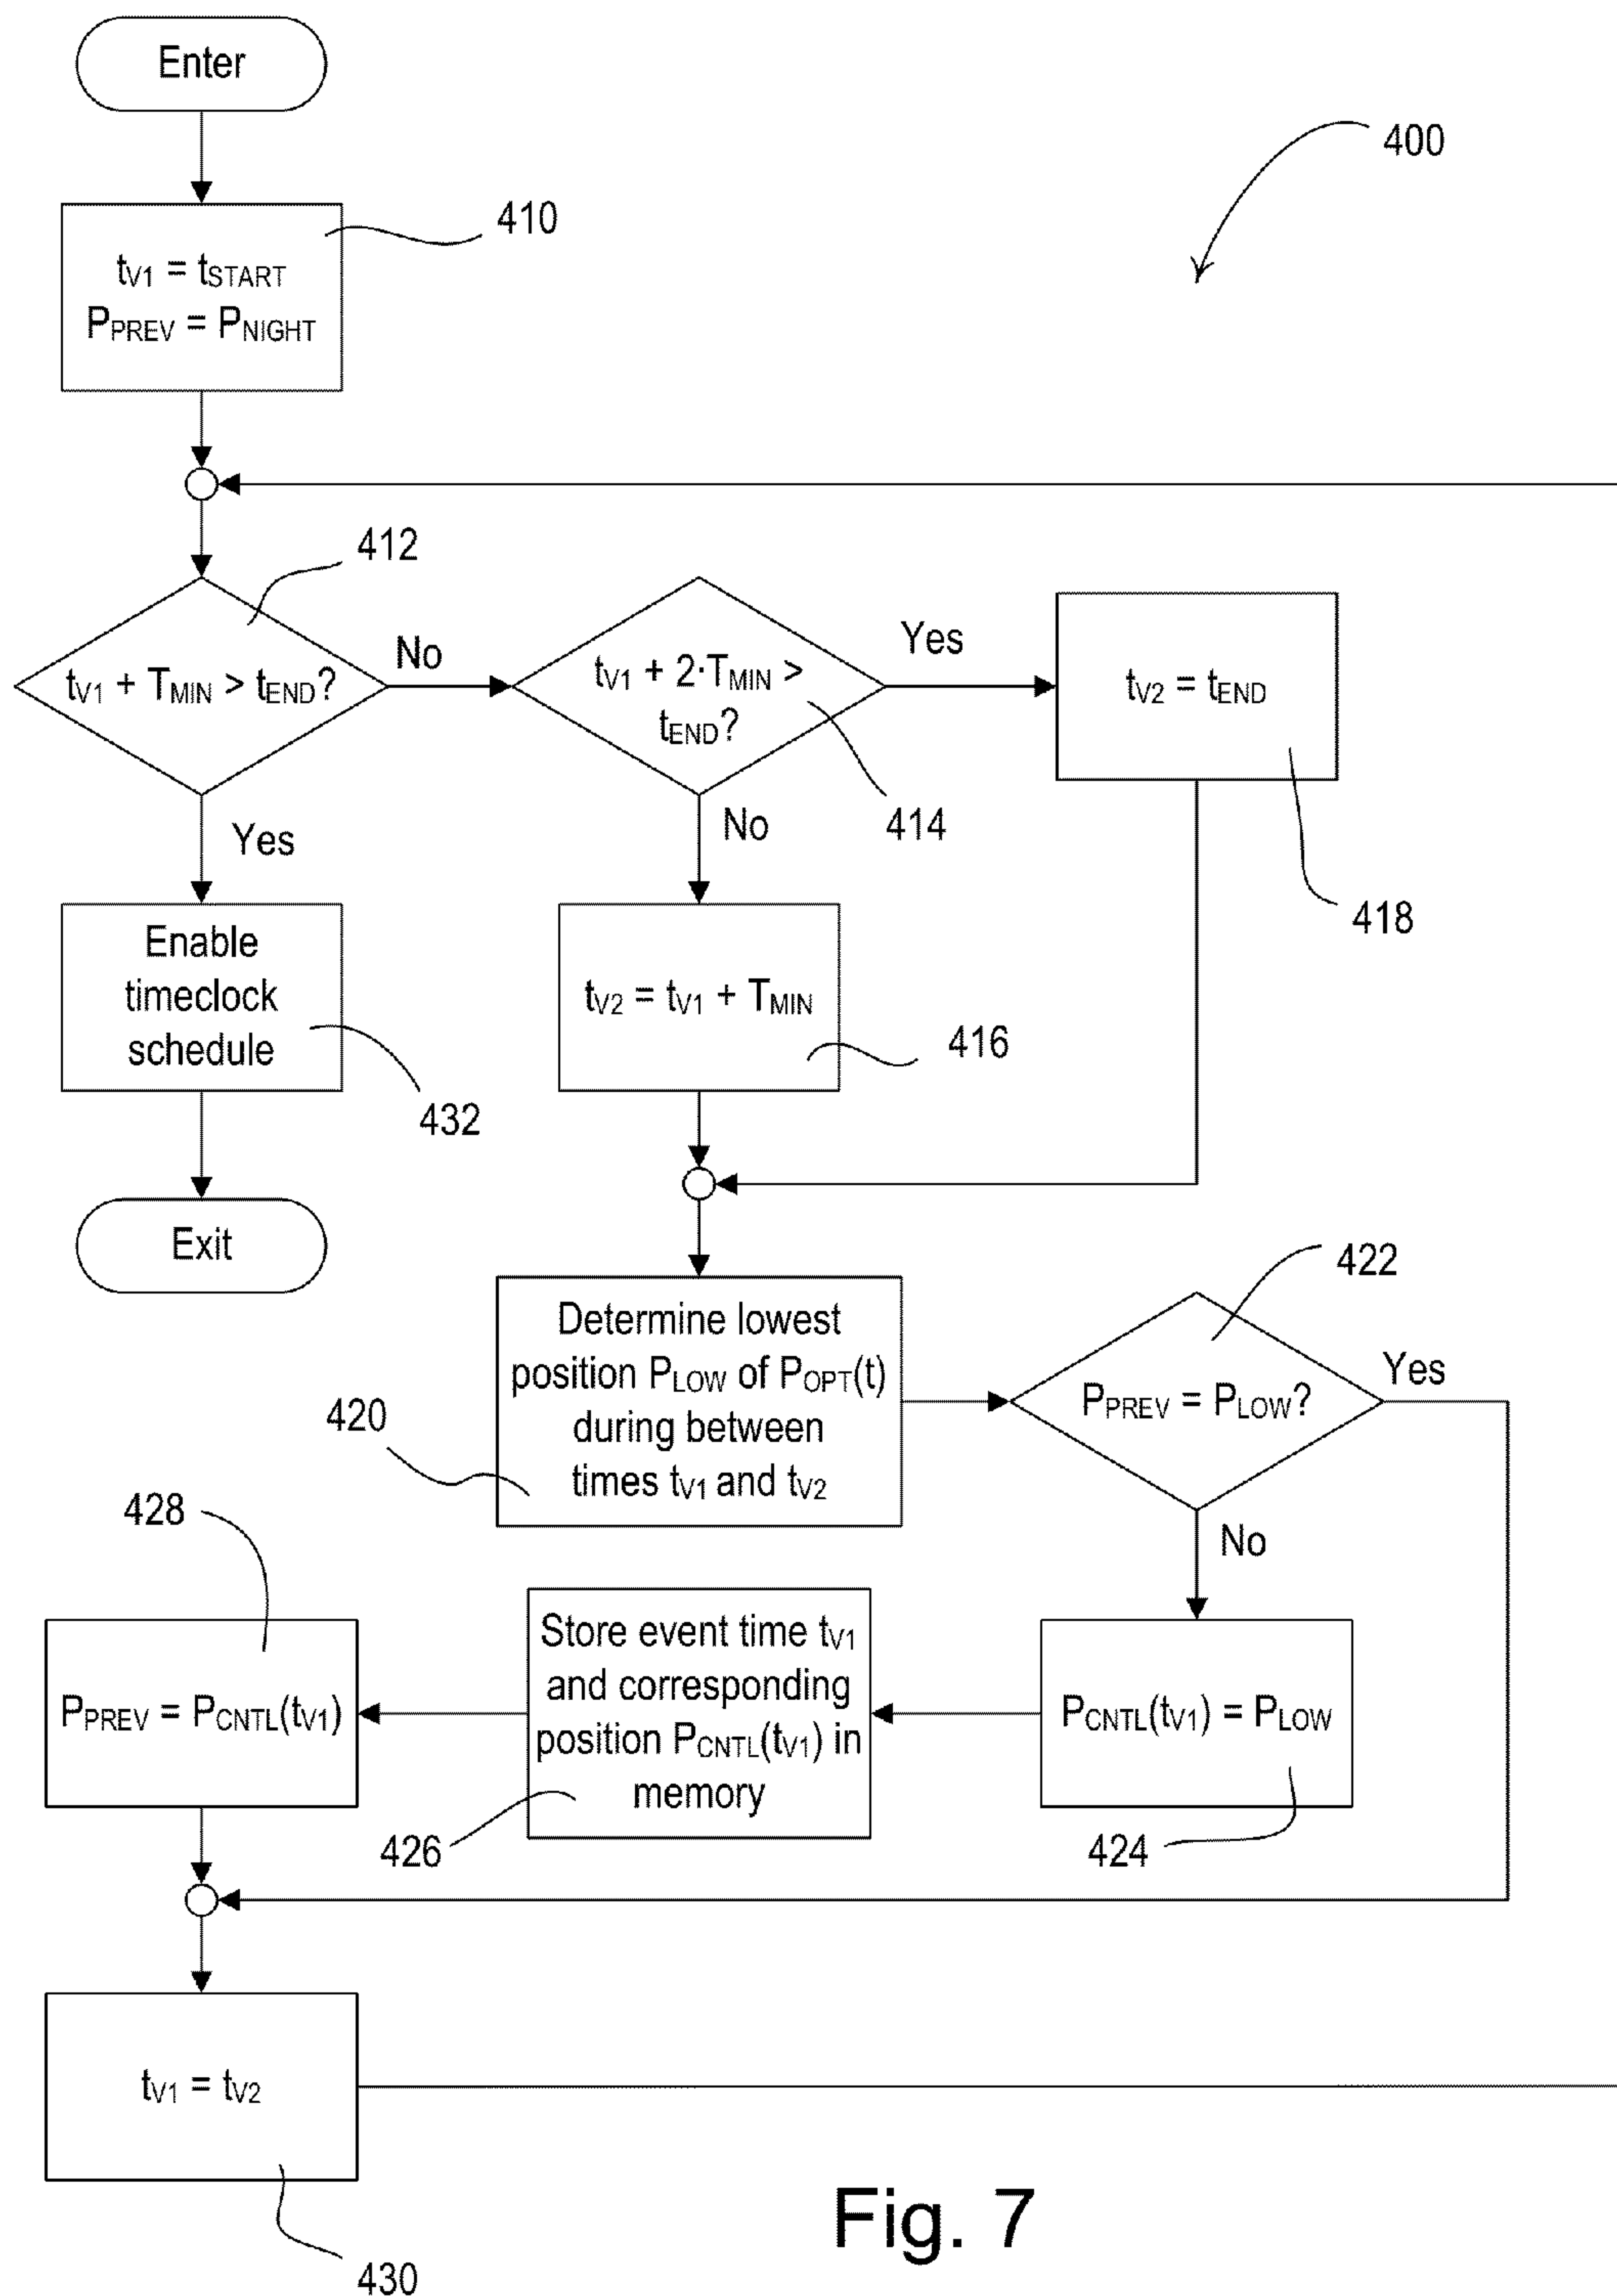 Enter
400
410
tV1 = tSTART
PPREV = PNIGHT
412
tV1 + TMIN > tEND?
No
tV1 + 2·TMIN >
tEND?
Yes
tV2 = tEND
414
418
Yes
No
Enable
timeclock
schedule
432
tV2 = tV1 + TMIN
416
Exit
Determine lowest
position PLOW of POPT(t)
during between
times tV1 and tV2
420
422
PPREV = PLOW?
Yes
No
428
PPREV = PCNTL(tV1)
Store event time tV1
and corresponding
position PCNTL(tV1) in
memory
426
PCNTL(tV1) = PLOW
424
tV1 = tV2
430
Fig. 7